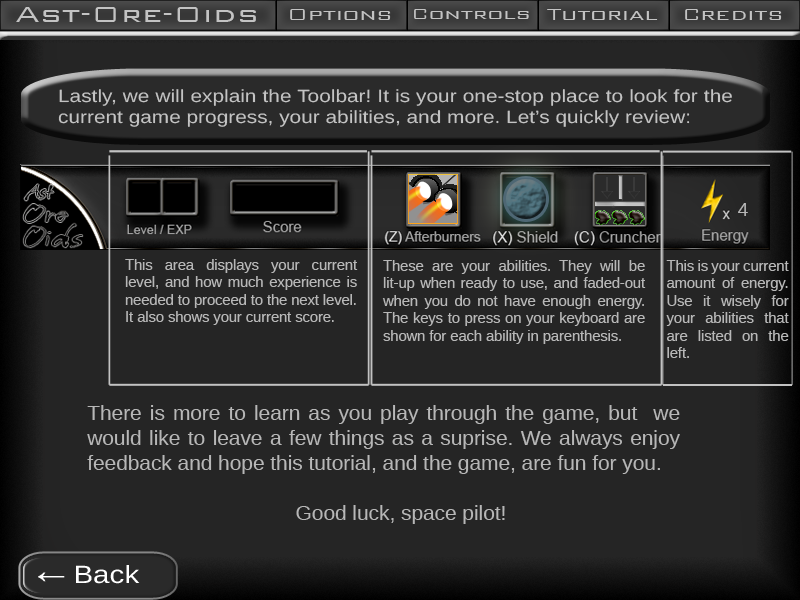 Ast-Ore-Oids Options Controls Tutorial Credits
Lastly, we will explain the Toolbar! It is your one-stop place to look for the
current game progress, your abilities, and more. Let's quickly review:
Ast
Ore
Oids
Level / EXP
Score
(Z) Afterburners (X) Shield (C) Cruncher
x 4
Energy
This area displays your current
level, and how much experience is
needed to proceed to the next level.
It also shows your current score.
These are your abilities. They will be
lit-up when ready to use, and faded-out
when you do not have enough energy.
The keys to press on your keyboard are
shown for each ability in parenthesis.
This is your current
amount of energy.
Use it wisely for
your abilities that
are listed on the
left.
There is more to learn as you play through the game, but we
would like to leave a few things as a suprise. We always enjoy
feedback and hope this tutorial, and the game, are fun for you.
Good luck, space pilot!
← Back